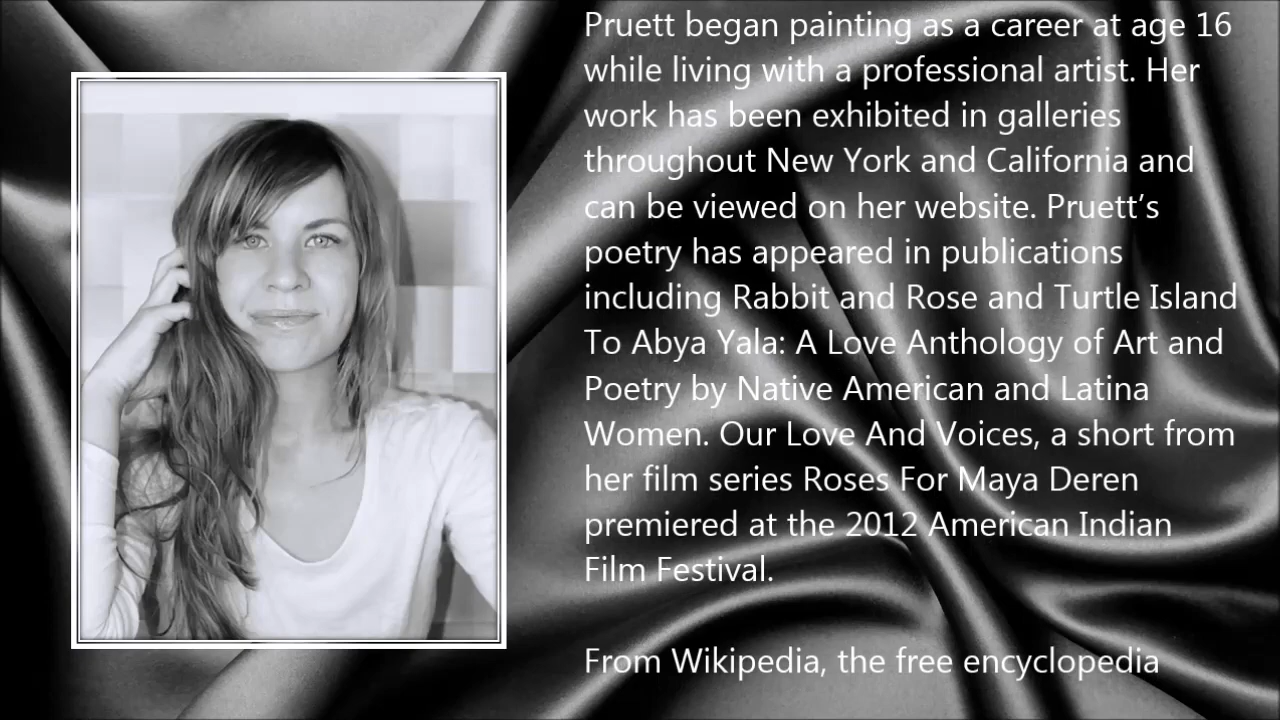 Pruett began painting as a career at age 16
while living with a professional artist. Her
work has been exhibited in galleries
throughout New York and California and
can be viewed on her website. Pruett’s
poetry has appeared in publications
including Rabbit and Rose and Turtle Island
To Abya Yala: A Love Anthology of Art and
Poetry by Native American and Latina
Women. Our Love And Voices, a short from
her film series Roses For Maya Deren
premiered at the 2012 American Indian
Film Festival.
From Wikipedia, the free encyclopedia